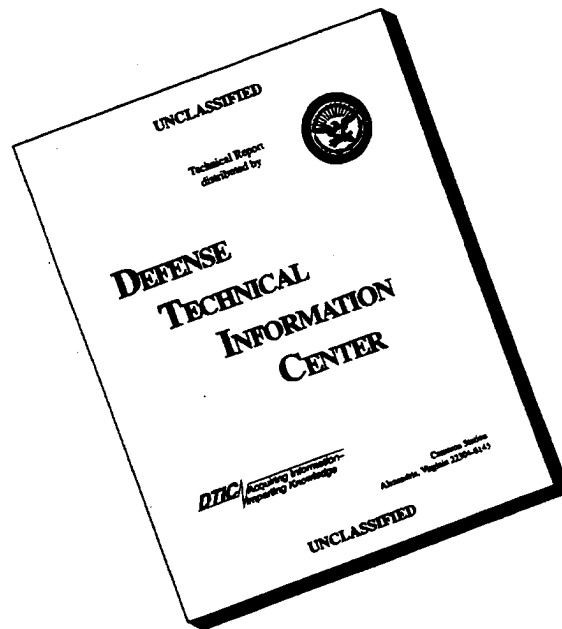 UNCLASSIFIED
Technical Report
distributed by
DEFENSE
TECHNICAL
INFORMATION
CENTER
DTIC
Acquiring Information—
Imparting Knowledge
Cameron Station
Alexandria, Virginia 22304-6145
UNCLASSIFIED